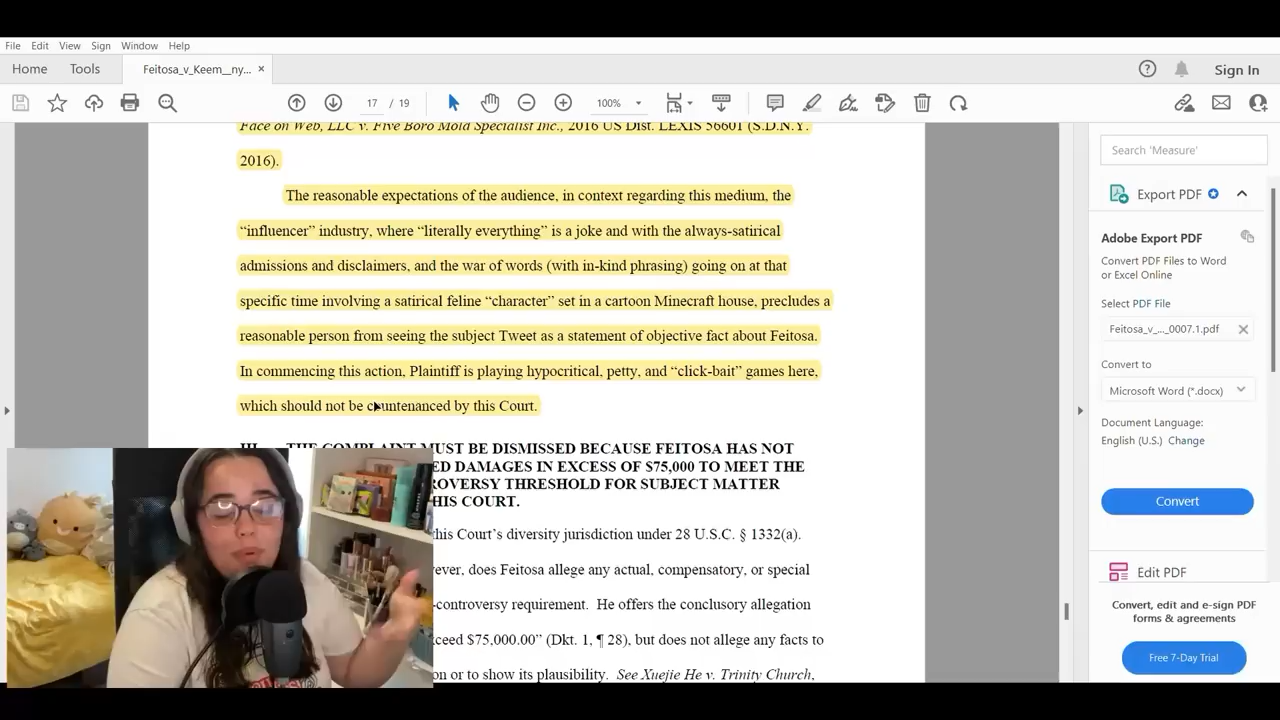 File Edit View Sign Window Help
Home Tools Feitosa_v_Keem__ny... ×
Sign In
17 / 19 100%
Face on Web, LLC v. Five Boro Mold Specialist Inc., 2016 US Dist. LEXIS 56601 (S.D.N.Y.
2016).
The reasonable expectations of the audience, in context regarding this medium, the
“influencer” industry, where “literally everything” is a joke and with the always-satirical
admissions and disclaimers, and the war of words (with in-kind phrasing) going on at that
specific time involving a satirical feline “character” set in a cartoon Minecraft house, precludes a
reasonable person from seeing the subject Tweet as a statement of objective fact about Feitosa.
In commencing this action, Plaintiff is playing hypocritical, petty, and “click-bait” games here,
which should not be countenanced by this Court.
III. THE COMPLAINT MUST BE DISMISSED BECAUSE FEITOSA HAS NOT
ED DAMAGES IN EXCESS OF $75,000 TO MEET THE
ROVERSY THRESHOLD FOR SUBJECT MATTER
HIS COURT.
this Court’s diversity jurisdiction under 28 U.S.C. § 1332(a).
ever, does Feitosa allege any actual, compensatory, or special
-controversy requirement. He offers the conclusory allegation
ceed $75,000.00” (Dkt. 1, ¶ 28), but does not allege any facts to
on or to show its plausibility. See Xuejie He v. Trinity Church,
Search 'Measure'
Export PDF
Adobe Export PDF
Convert PDF Files to Word
or Excel Online
Select PDF File
Feitosa_v_..._0007.1.pdf
Convert to
Microsoft Word (*.docx)
Document Language:
English (U.S.) Change
Convert
Edit PDF
Convert, edit and e-sign PDF
forms & agreements
Free 7-Day Trial